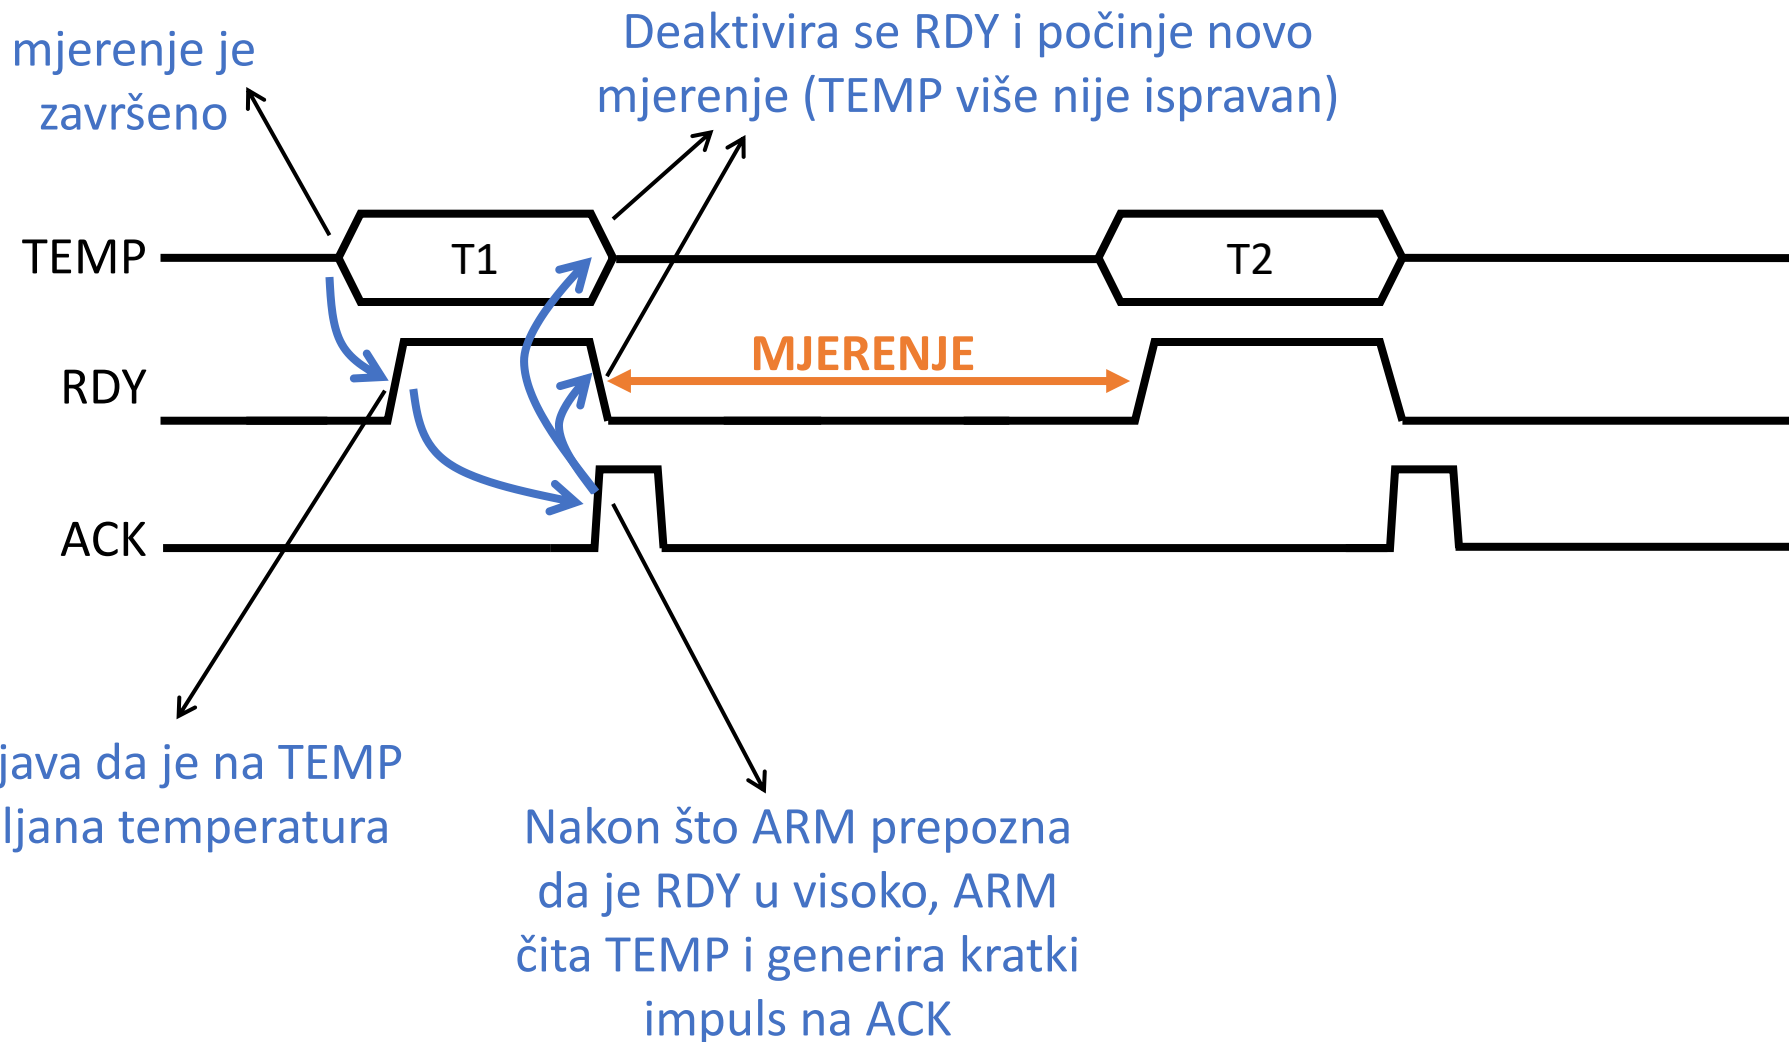 mjerenje je
završeno
Deaktivira se RDY i počinje novo
mjerenje (TEMP više nije ispravan)
TEMP
T1
T2
RDY
MJERENJE
ACK
java da je na TEMP
ljana temperatura
Nakon što ARM prepozna
da je RDY u visoko, ARM
čita TEMP i generira kratki
impuls na ACK